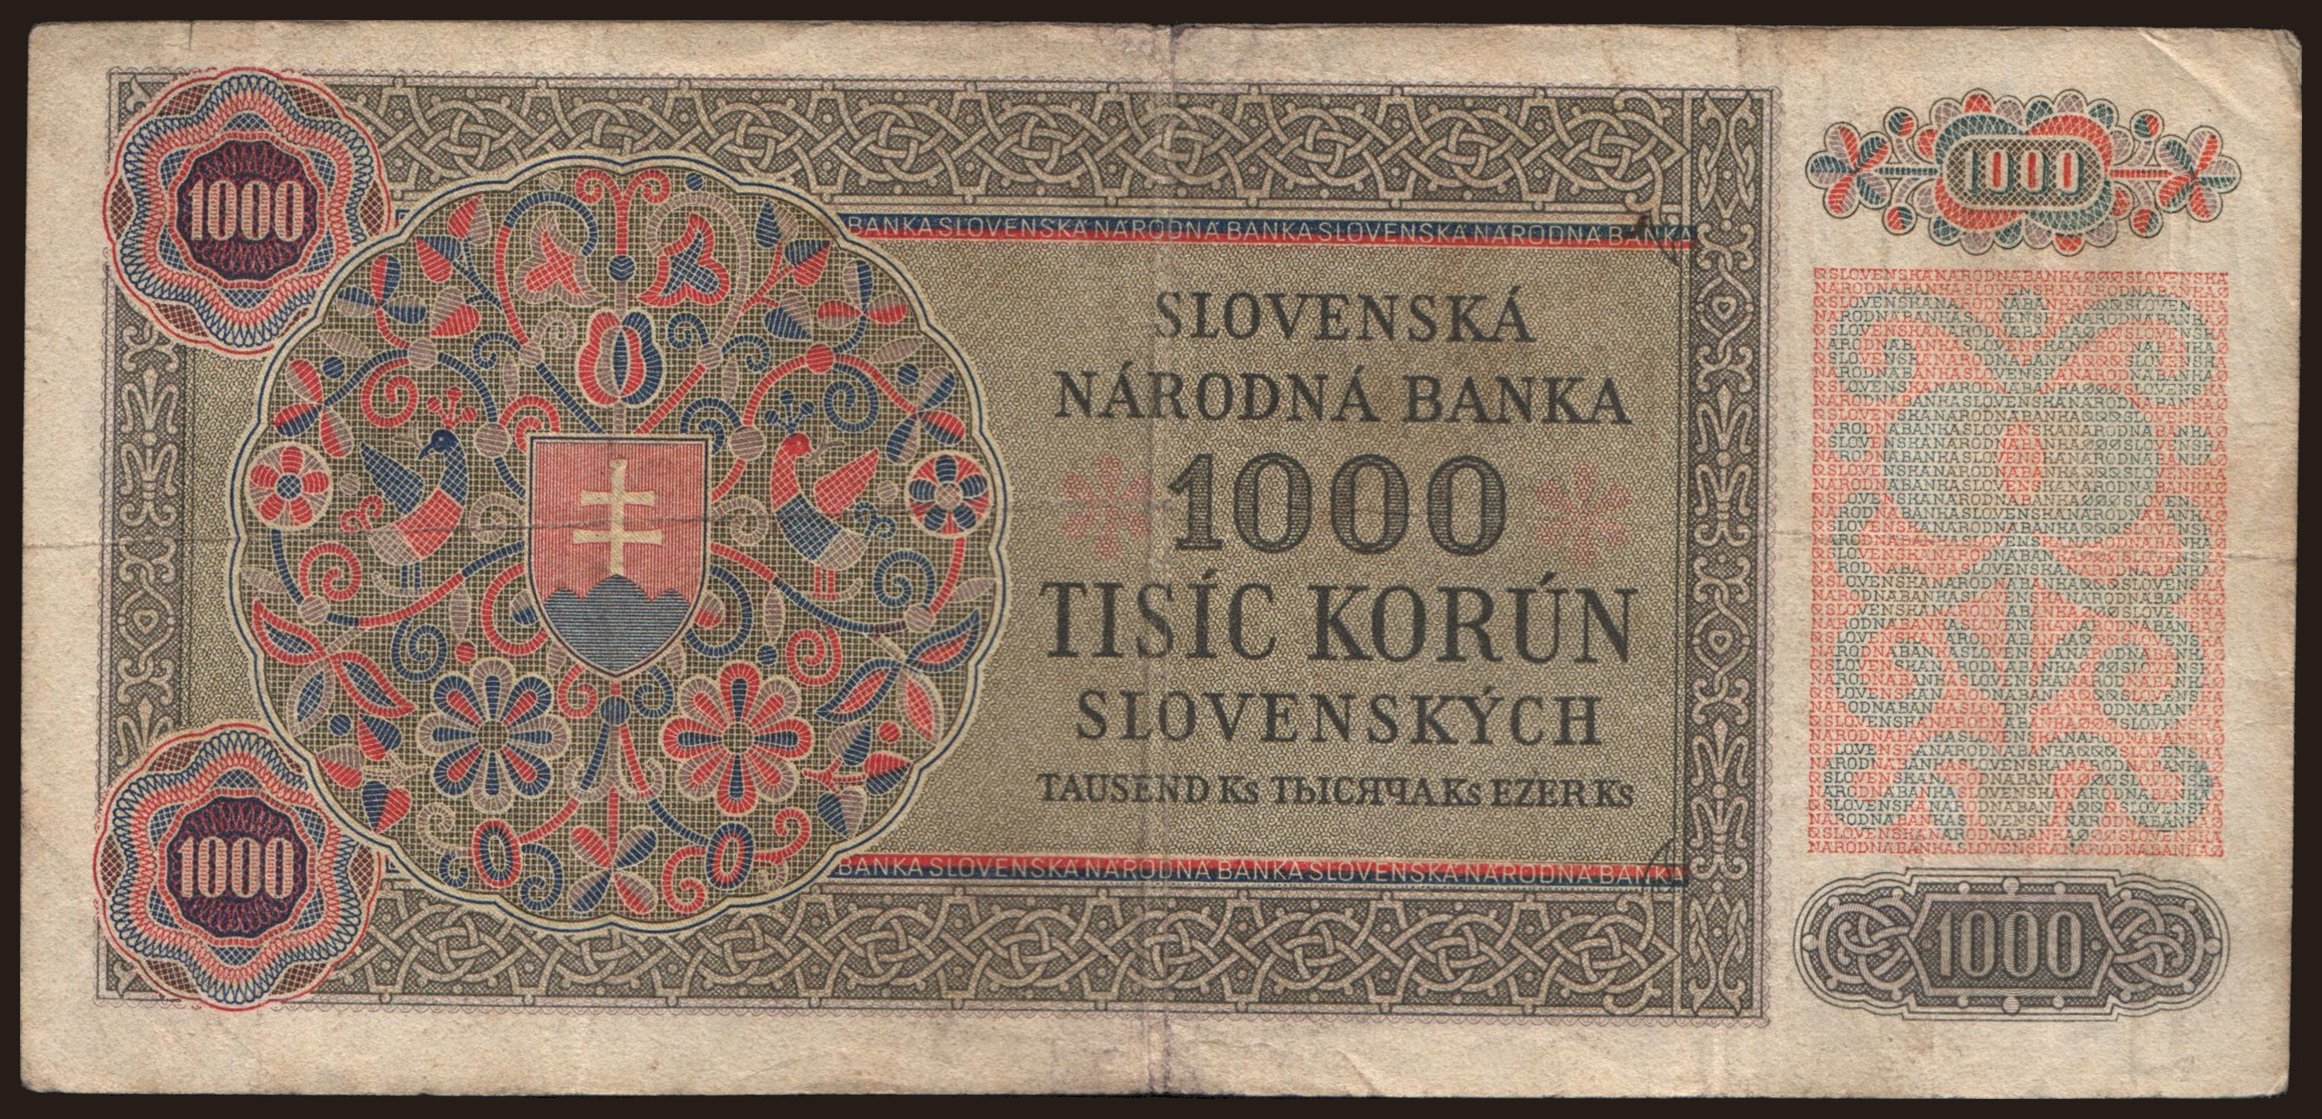 1000
1000
BANKA SLOVENSKÁ NÁRODNÁ BANKA SLOVENSKÁ NÁRODNÁ BANKA
SLOVENSKÁ
NÁRODNÁ BANKA
1000
TISÍC KORÚN
SLOVENSKÝCH
TAUSEND Ks ТЫСЯЧА Ks EZER Ks
1000
BANKA SLOVENSKÁ NÁRODNÁ BANKA SLOVENSKÁ NÁRODNÁ BANKA
1000